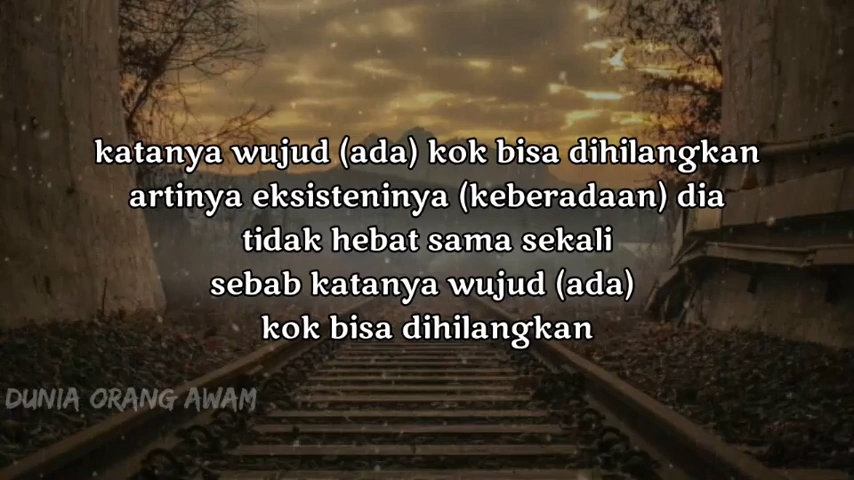 katanya wujud (ada) kok bisa dihilangkan
artinya eksisteninya (keberadaan) dia
tidak hebat sama sekali
sebab katanya wujud (ada)
kok bisa dihilangkan
DUNIA ORANG AWAM